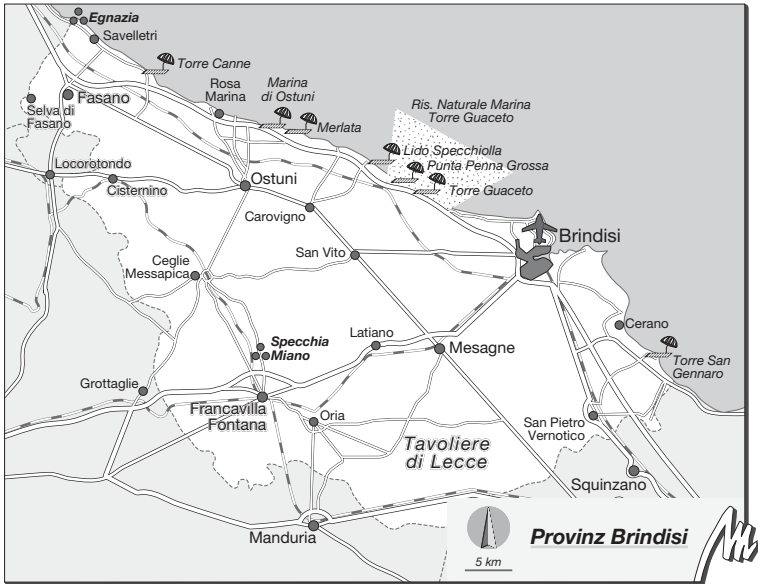 Egnazia
Savelletri
Torre Canne
Rosa
Marina
Marina
di Ostuni
Merlata
Ris. Naturale Marina
Torre Guaceto
Selva di
Fasano
Fasano
Lido Specchiolla
Punta Penna Grossa
Torre Guaceto
Locorotondo
Cisternino
Ostuni
Carovigno
Brindisi
San Vito
Ceglie
Messapica
Cerano
Specchia
Miano
Latiano
Mesagne
Torre San
Gennaro
Grottaglie
Francavilla
Fontana
Oria
San Pietro
Vernotico
Tavoliere
di Lecce
Squinzano
Manduria
5 km
Provinz Brindisi